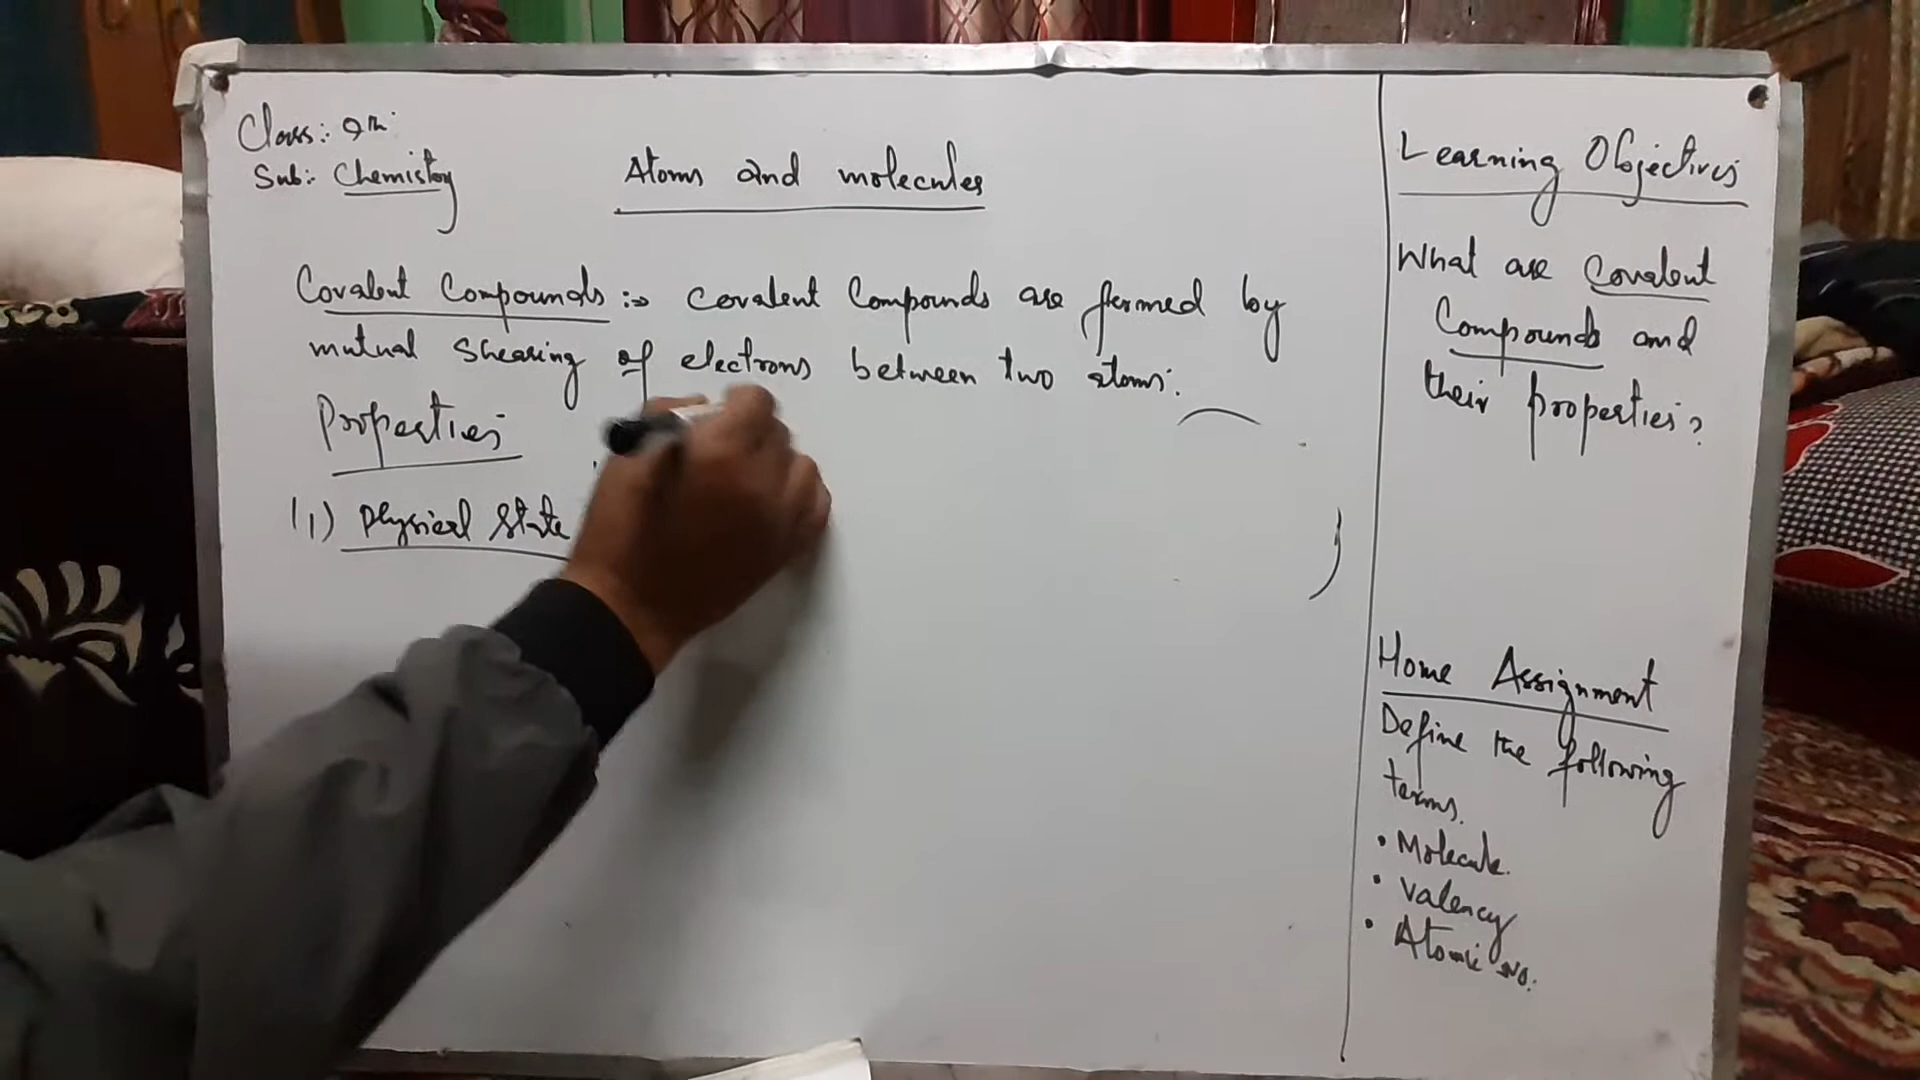 Class:- 9th
Sub:- Chemistry
Atoms and molecules
Covalent Compounds :→ Covalent Compounds are formed by
mutual shearing of electrons between two atoms.
Properties
(1) Physical State
Learning Objectives
What are Covalent
Compounds and
their properties?
Home Assignment
Define the following
terms.
• Molecule.
• Valency
• Atomic No.